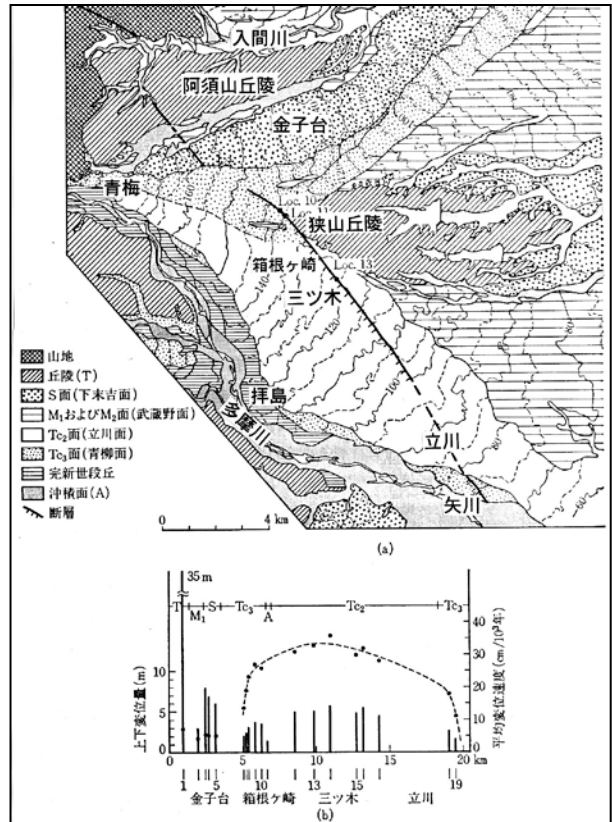 入間川
阿須山丘陵
金子台
青梅
Loc. 10
狭山丘陵
箱根ヶ崎
Loc. 13
三ツ木
拝島
多摩川
立川
矢川
山地
丘陵(T)
S面(下末吉面)
M₁およびM₂面(武蔵野面)
Tc₂面(立川面)
Tc₃面(青柳面)
完新世段丘
沖積面(A)
断層
0 4 km
(a)
35 m
T M₁ S Tc₃ A Tc₂ Tc₃
上下変位量(m)
10
5
0
平均変位速度(cm/10³年)
40
30
20
10
0
0 5 10 15 20 km
1 5 10 13 15 19
金子台 箱根ヶ崎 三ツ木 立川
(b)